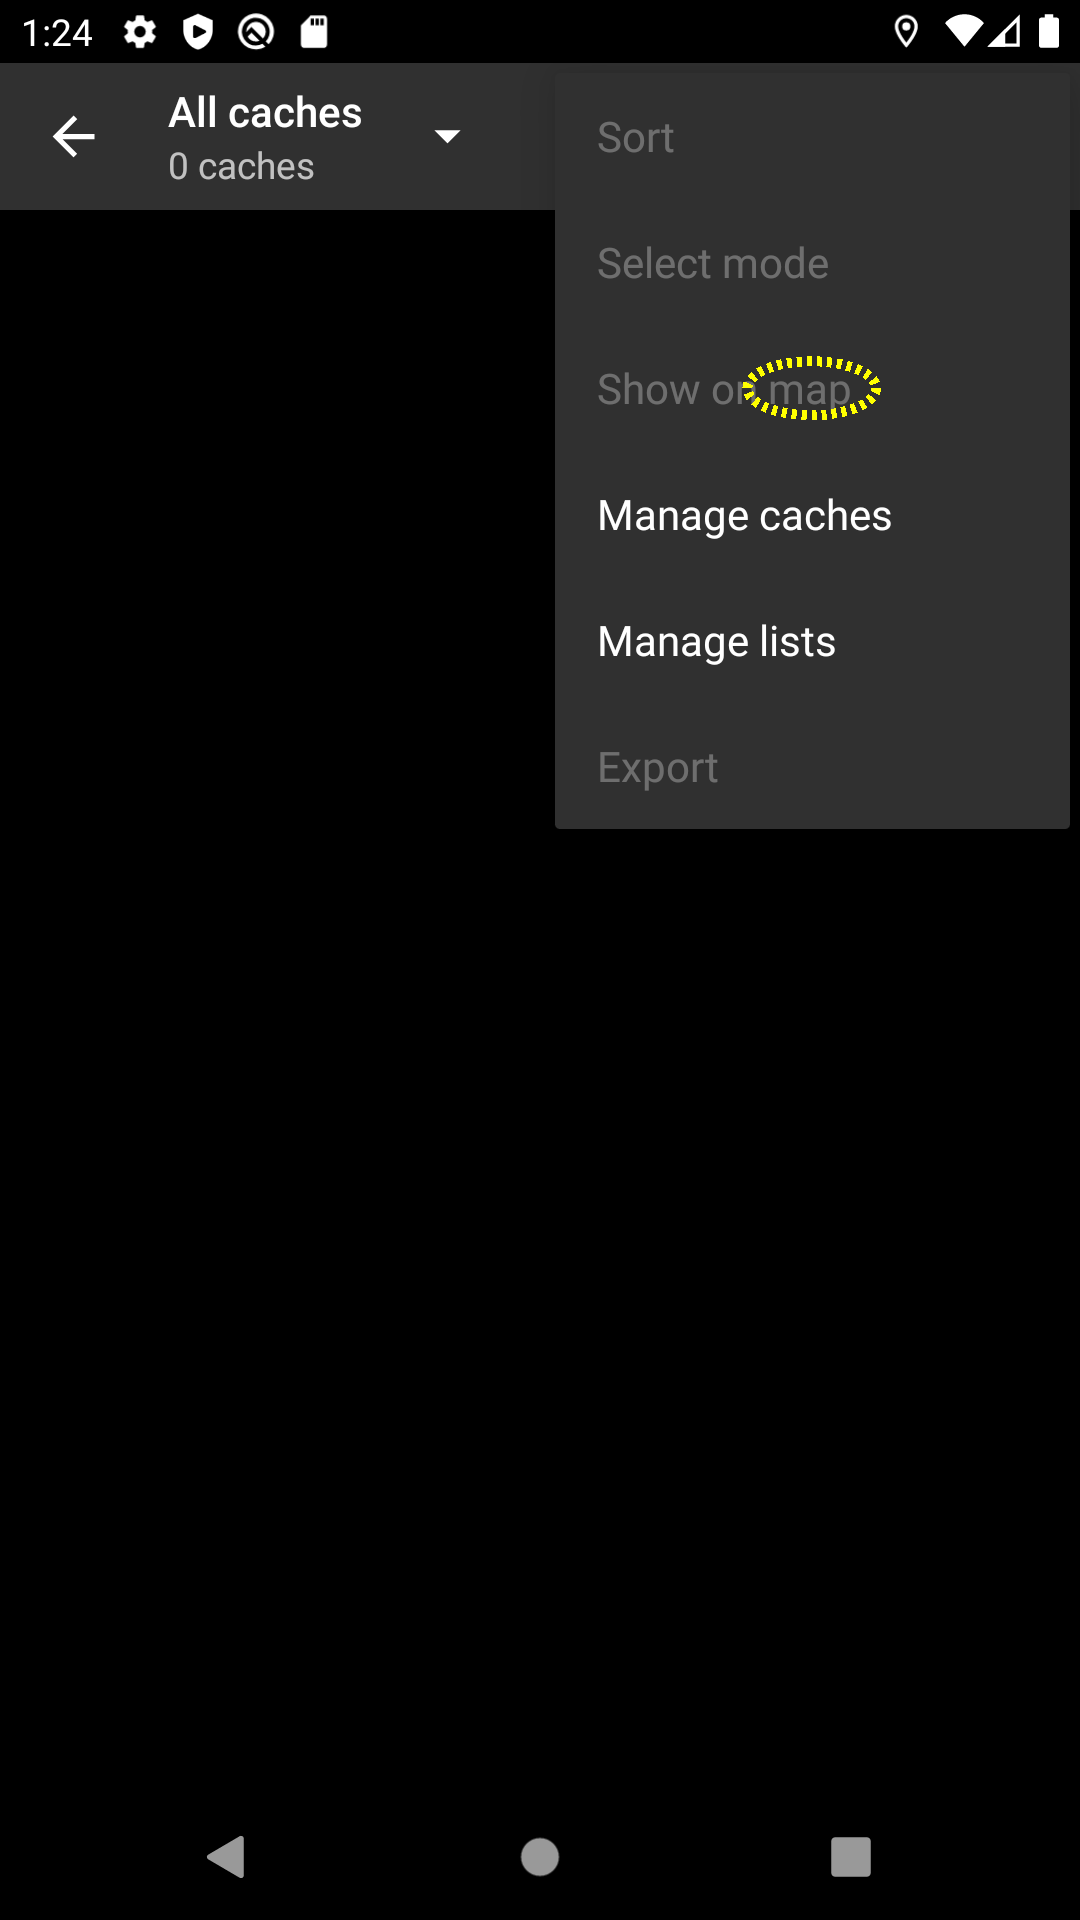 1:24
All caches
0 caches
Sort
Select mode
Show on map
Manage caches
Manage lists
Export